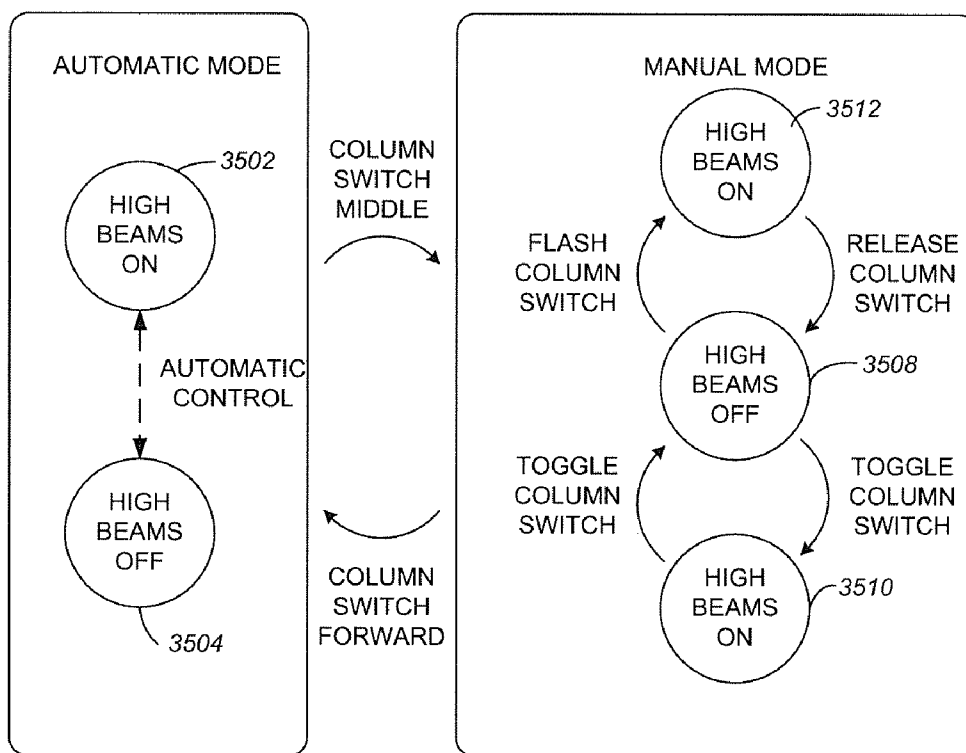 AUTOMATIC MODE
3502
HIGH
BEAMS
ON
AUTOMATIC
CONTROL
HIGH
BEAMS
OFF
3504
COLUMN
SWITCH
MIDDLE
COLUMN
SWITCH
FORWARD
MANUAL MODE
3512
HIGH
BEAMS
ON
FLASH
COLUMN
SWITCH
RELEASE
COLUMN
SWITCH
HIGH
BEAMS
OFF
3508
TOGGLE
COLUMN
SWITCH
TOGGLE
COLUMN
SWITCH
HIGH
BEAMS
ON
3510